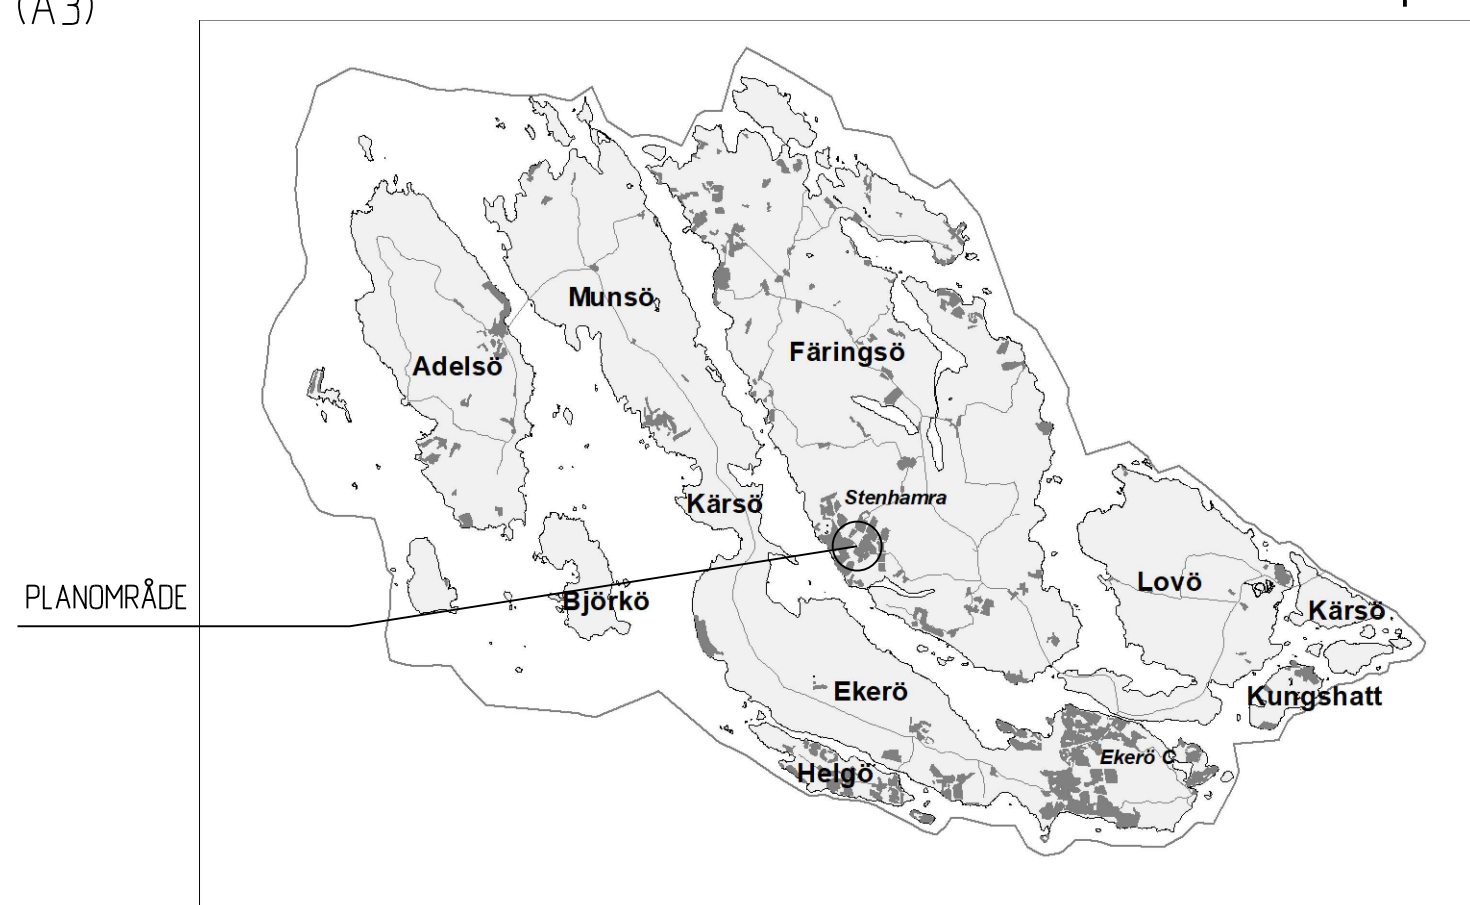 (A3)
Munsö
Färingsö
Adelsö
Stenhamra
Kärsö
Lovö
PLANOMRÅDE
Björkö
Kärsö
Ekerö
Kungshatt
Ekerö C
Helgö